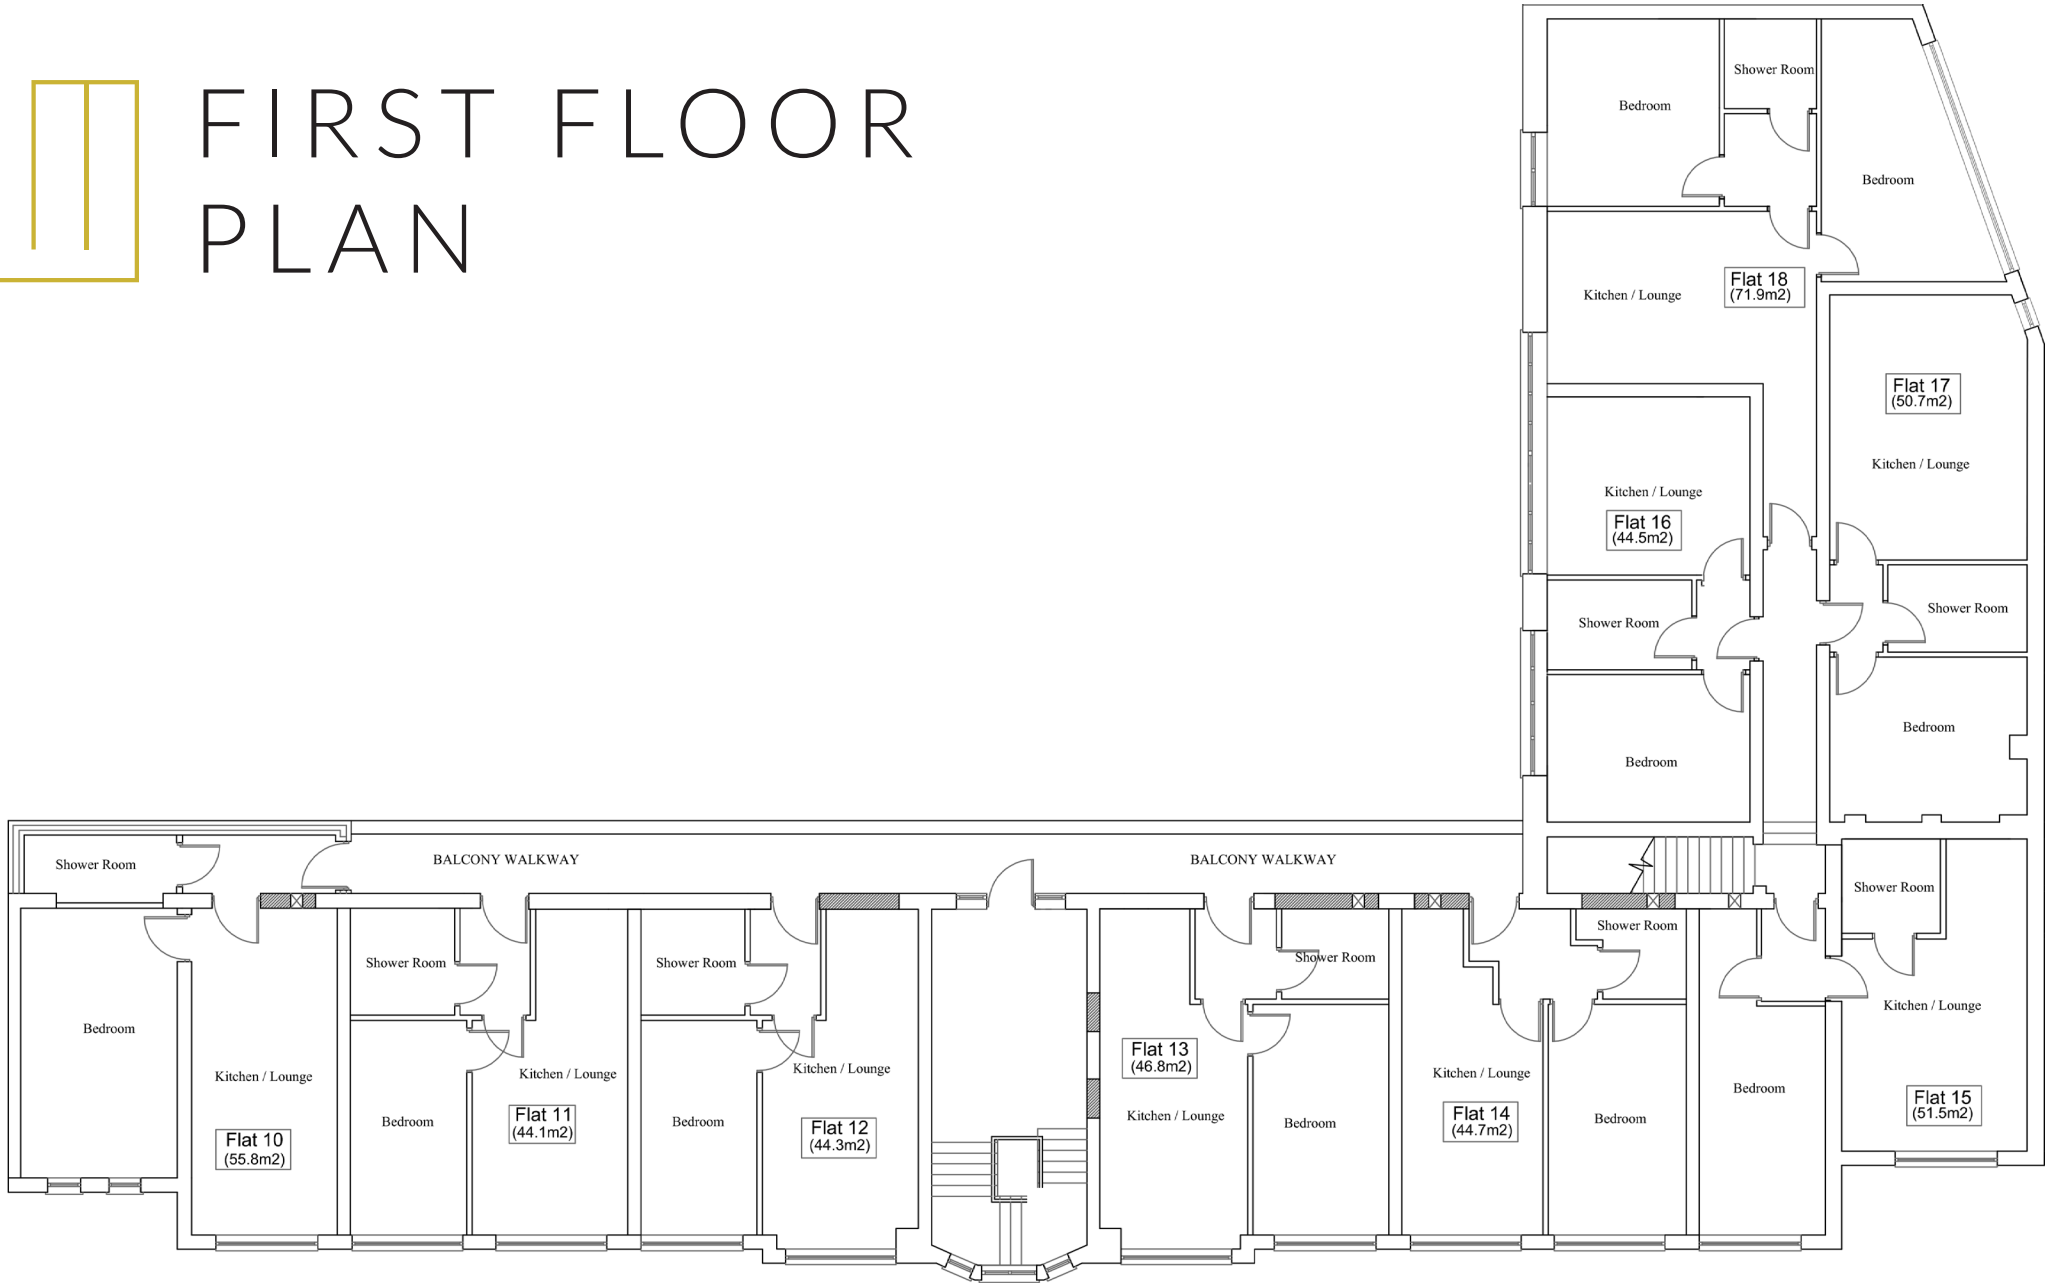 FIRST FLOOR
PLAN
Shower Room
Bedroom
Bedroom
Kitchen / Lounge
Flat 18
(71.9m2)
Flat 17
(50.7m2)
Kitchen / Lounge
Kitchen / Lounge
Flat 16
(44.5m2)
Shower Room
Shower Room
Bedroom
Bedroom
BALCONY WALKWAY
BALCONY WALKWAY
Shower Room
Bedroom
Kitchen / Lounge
Flat 10
(55.8m2)
Shower Room
Bedroom
Kitchen / Lounge
Flat 11
(44.1m2)
Shower Room
Bedroom
Kitchen / Lounge
Flat 12
(44.3m2)
Flat 13
(46.8m2)
Kitchen / Lounge
Shower Room
Bedroom
Kitchen / Lounge
Flat 14
(44.7m2)
Shower Room
Bedroom
Bedroom
Shower Room
Kitchen / Lounge
Flat 15
(51.5m2)